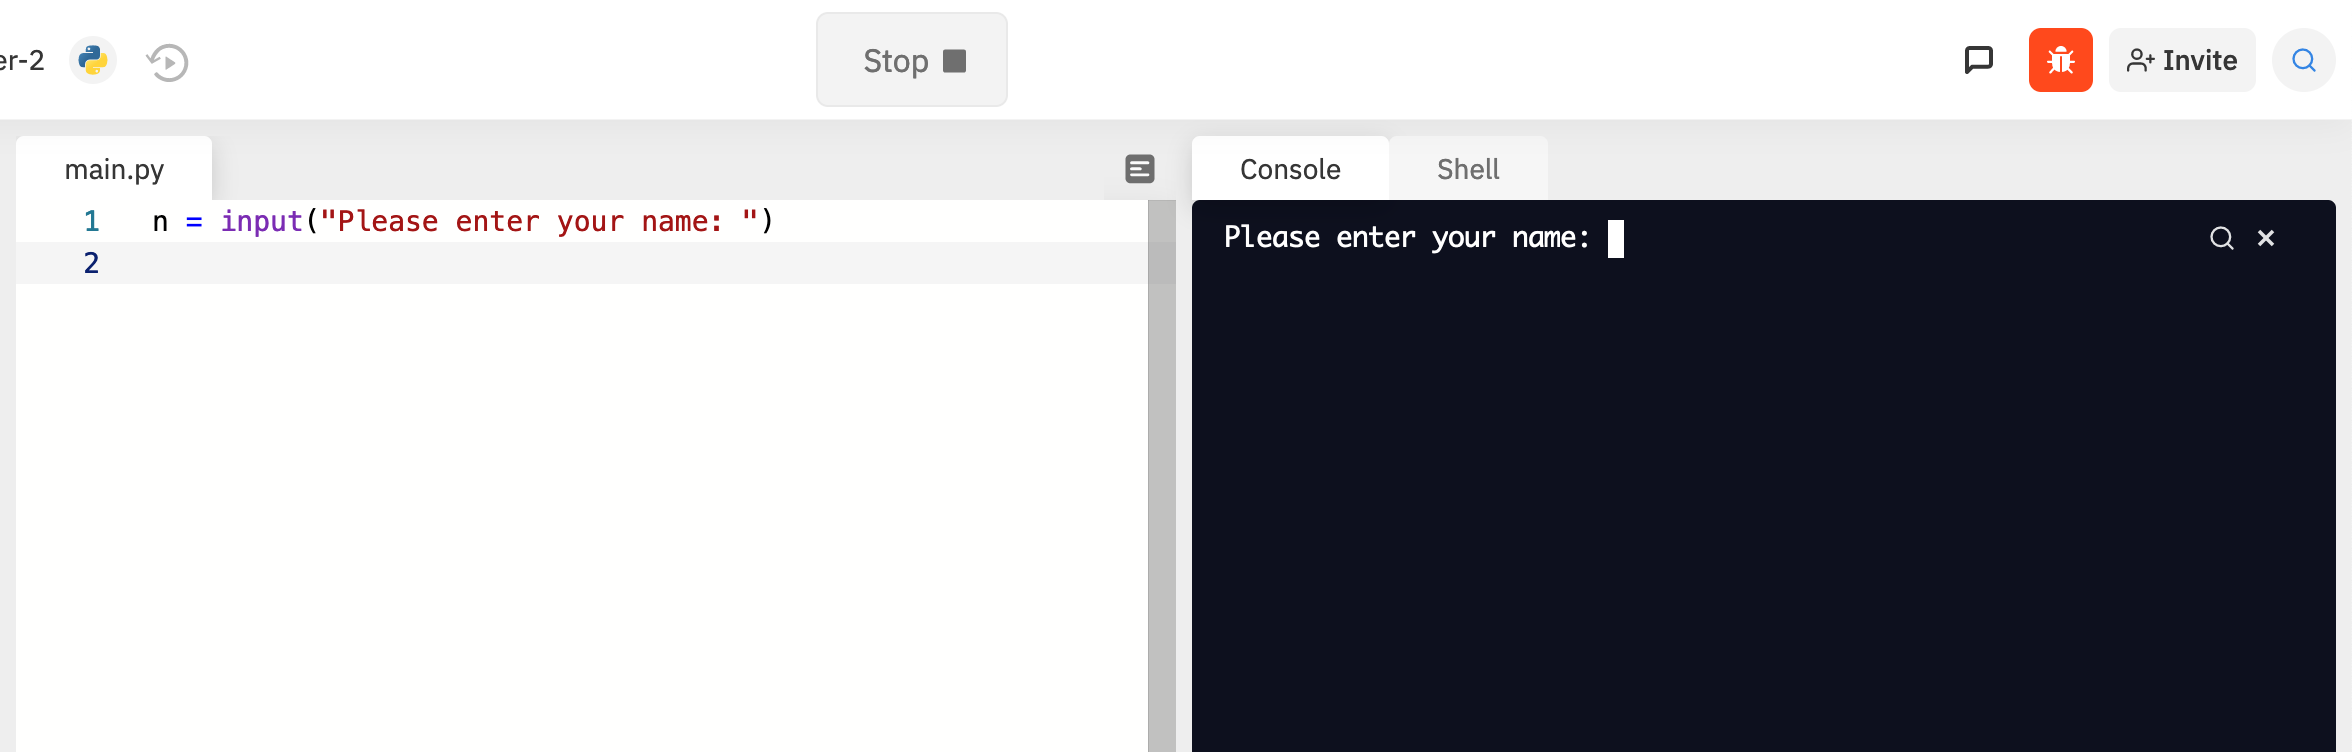 er-2
Stop
Invite
main.py
Console
Shell
1 n = input("Please enter your name: ")
2
Please enter your name: